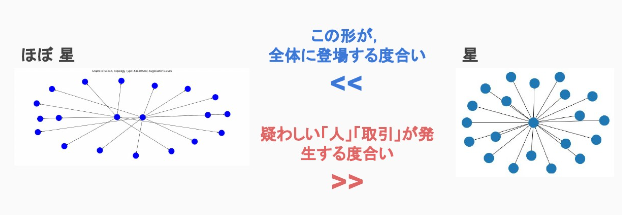 この形が,
全体に登場する度合い
ほぼ 星
<<
星
疑わしい「人」「取引」が発
生する度合い
>>